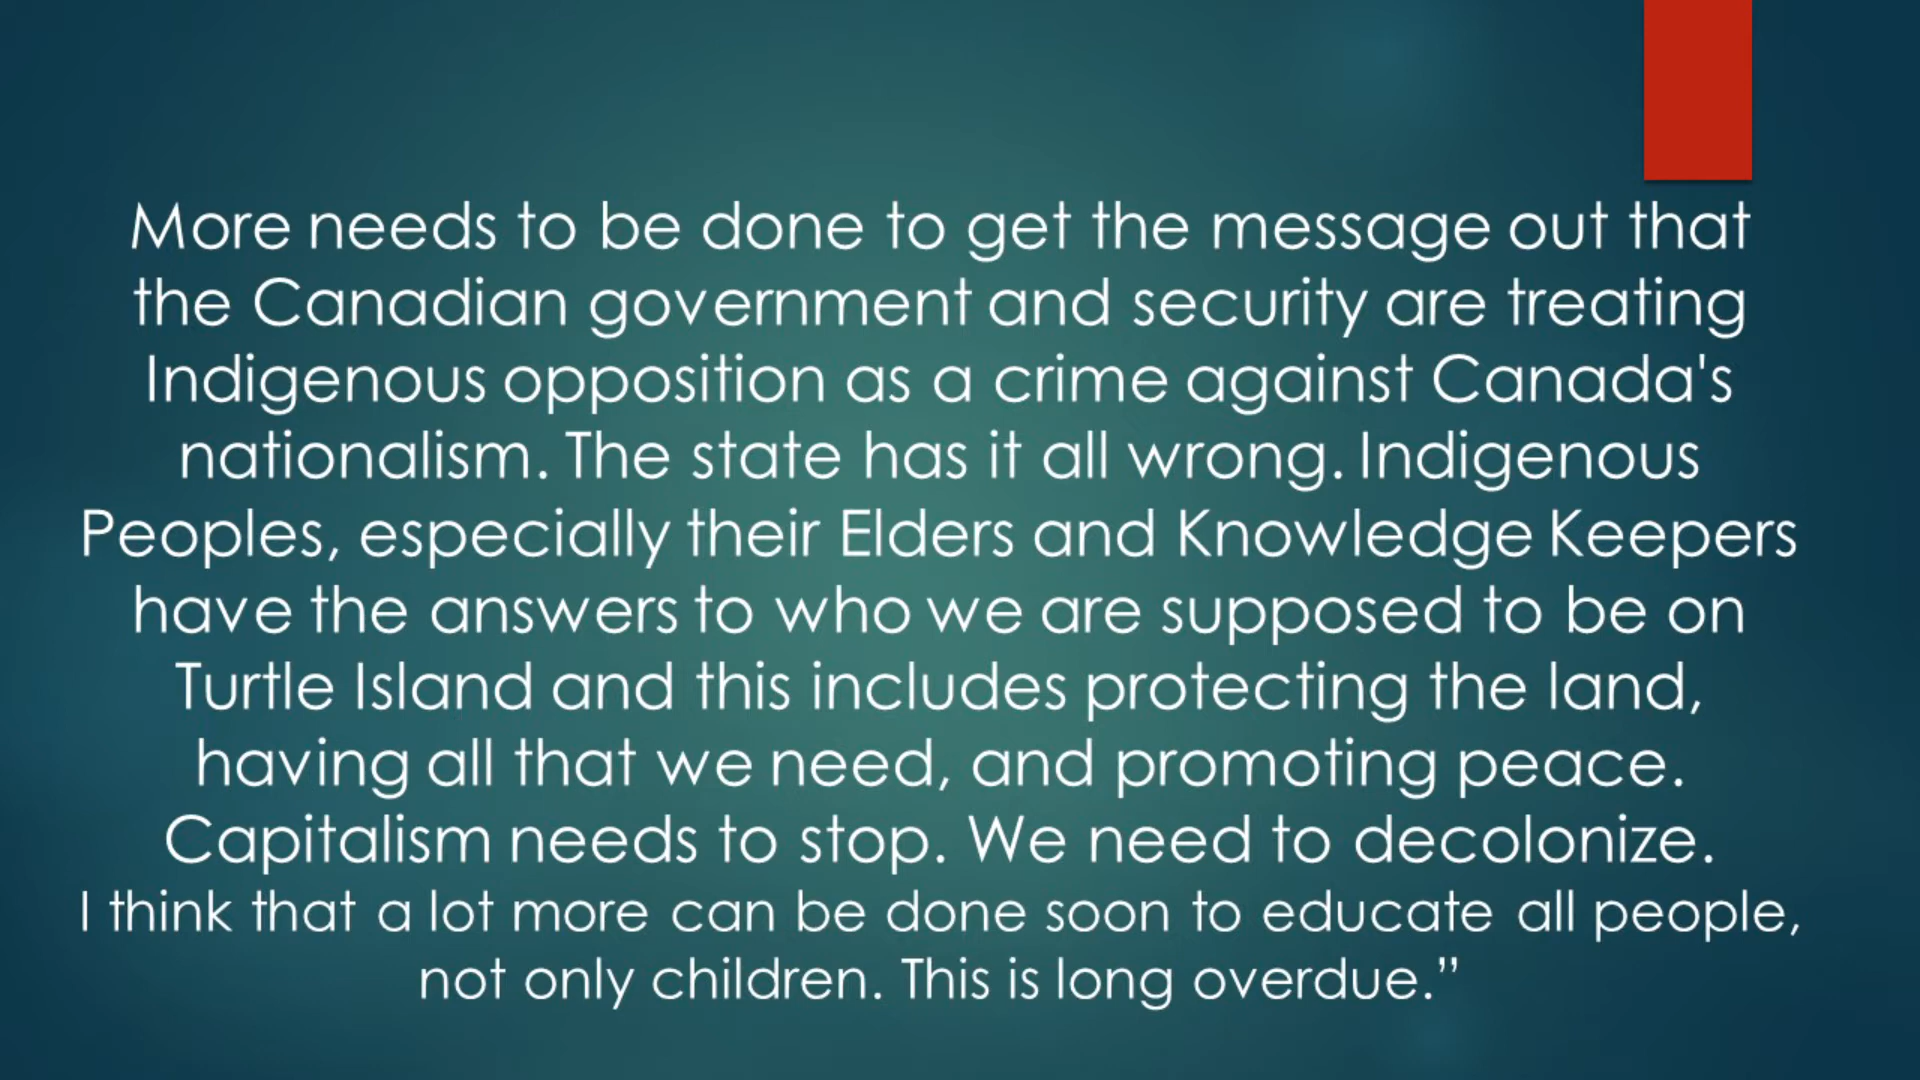 More needs to be done to get the message out that
the Canadian government and security are treating
Indigenous opposition as a crime against Canada's
nationalism. The state has it all wrong. Indigenous
Peoples, especially their Elders and Knowledge Keepers
have the answers to who we are supposed to be on
Turtle Island and this includes protecting the land,
having all that we need, and promoting peace.
Capitalism needs to stop. We need to decolonize.
I think that a lot more can be done soon to educate all people,
not only children. This is long overdue.”